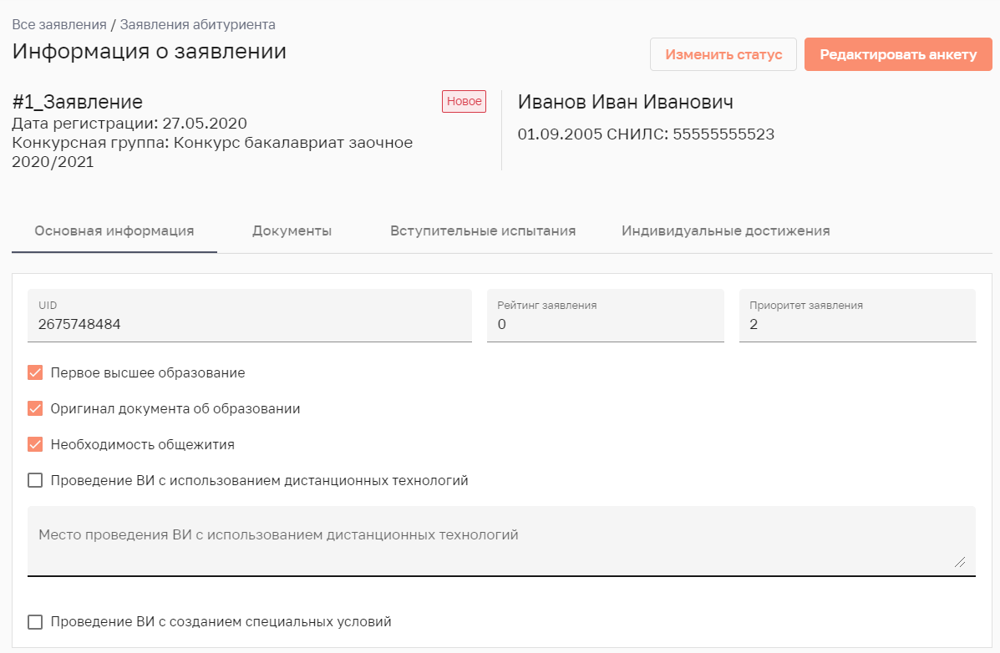 Все заявления / Заявления абитуриента
Информация о заявлении
Изменить статус
Редактировать анкету
#1_Заявление
Новое
Дата регистрации: 27.05.2020
Конкурсная группа: Конкурс бакалавриат заочное
2020/2021
Иванов Иван Иванович
01.09.2005 СНИЛС: 55555555523
Основная информация
Документы
Вступительные испытания
Индивидуальные достижения
UID
2675748484
Рейтинг заявления
0
Приоритет заявления
2
Первое высшее образование
Оригинал документа об образовании
Необходимость общежития
Проведение ВИ с использованием дистанционных технологий
Место проведения ВИ с использованием дистанционных технологий
Проведение ВИ с созданием специальных условий